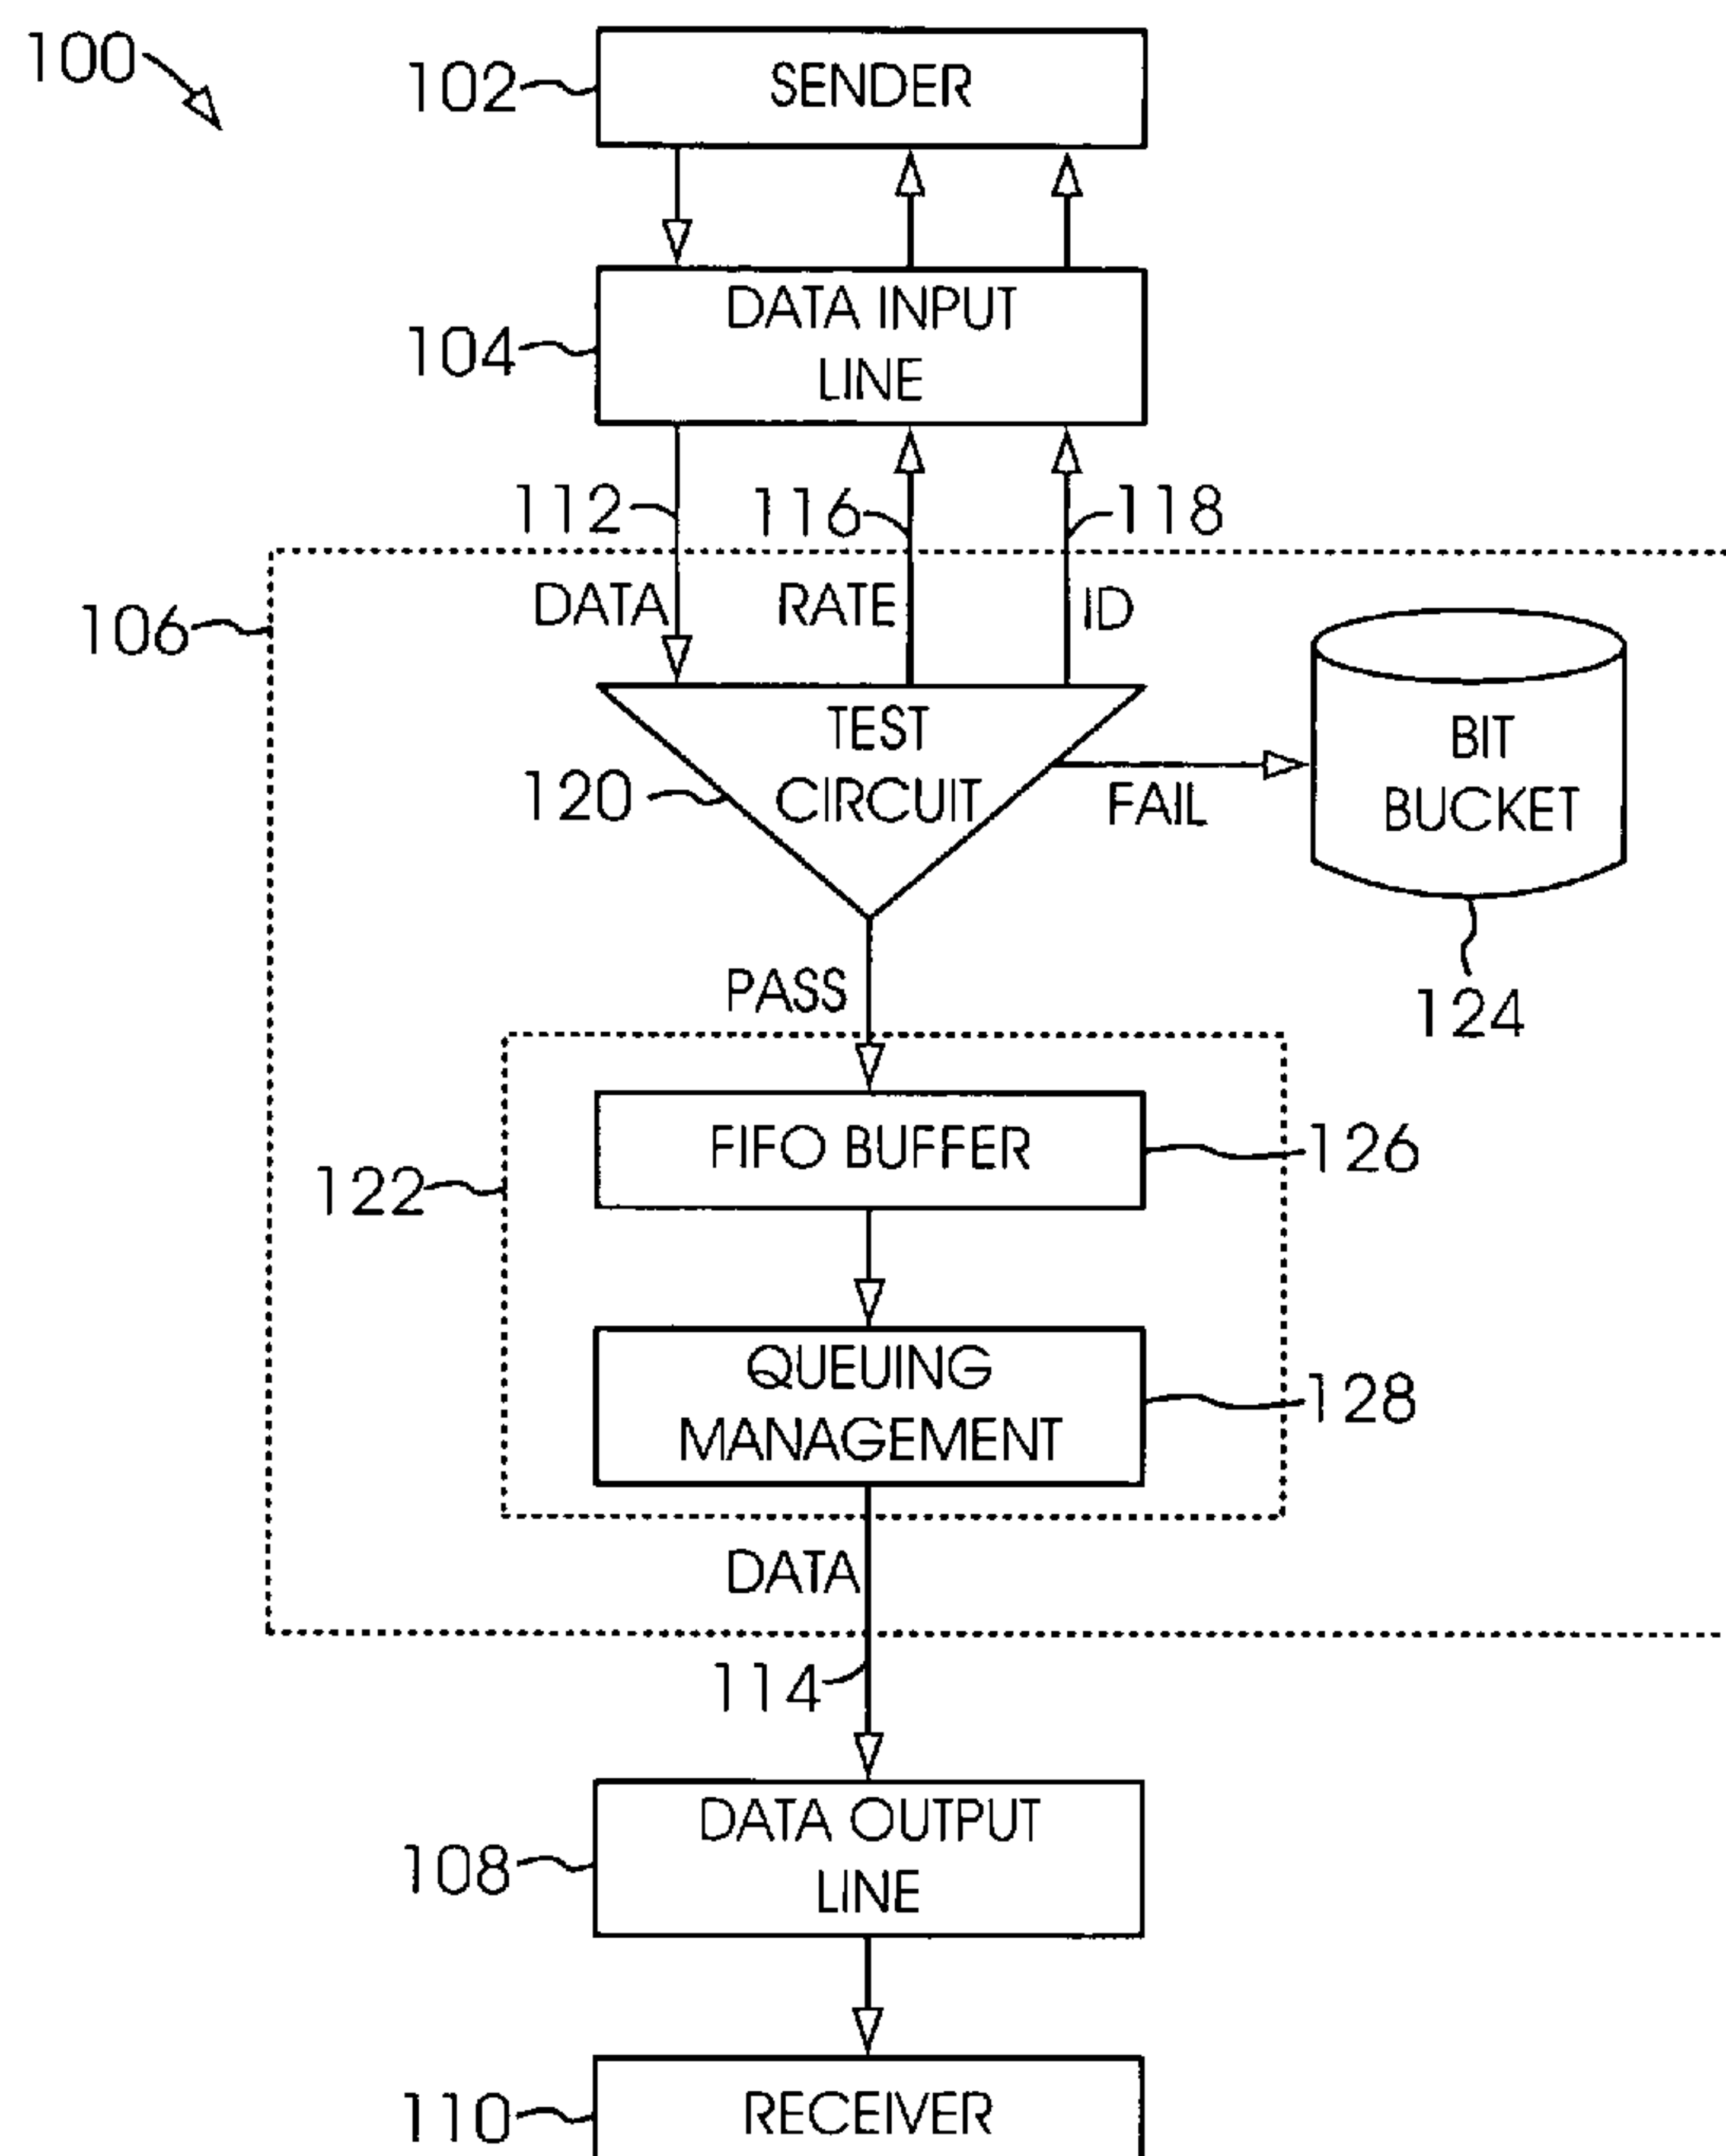 100
102
SENDER
104
DATA INPUT
LINE
112
116
118
106
DATA
RATE
ID
120
TEST
CIRCUIT
FAIL
BIT
BUCKET
124
PASS
122
FIFO BUFFER
126
QUEUING
MANAGEMENT
128
DATA
114
108
DATA OUTPUT
LINE
110
RECEIVER